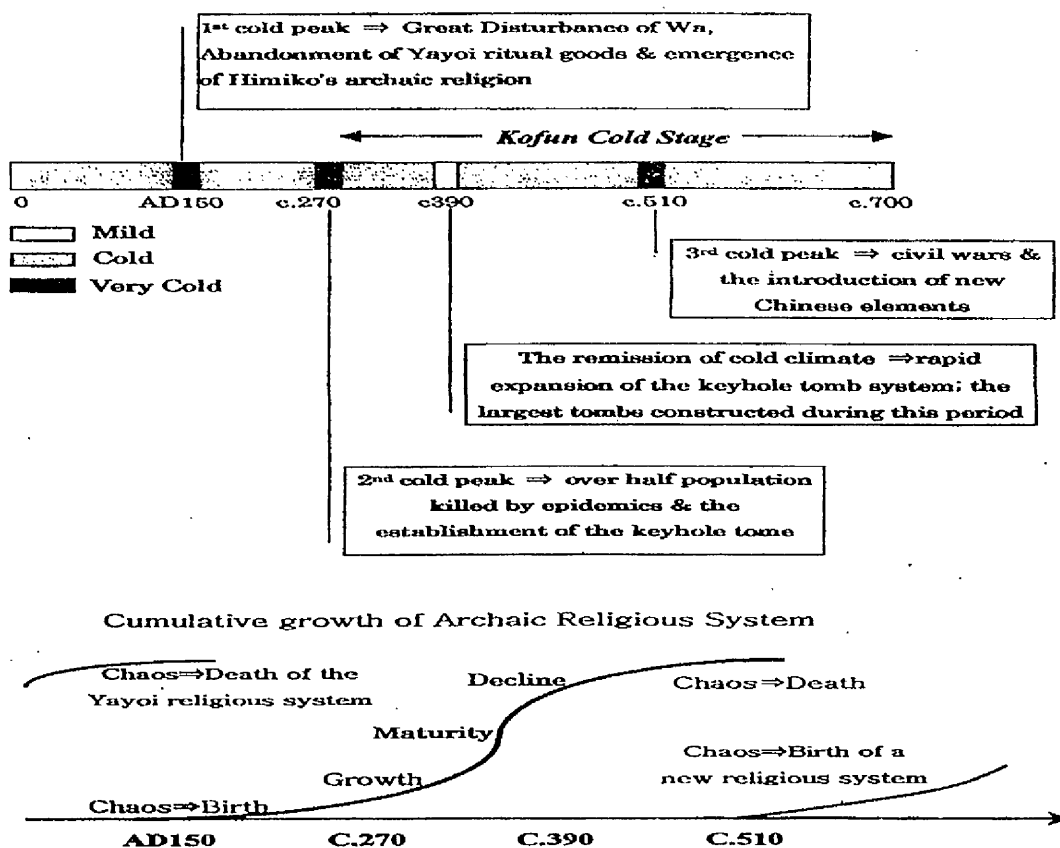 1st cold peak ⇒ Great Disturbance of Wa,
Abandonment of Yayoi ritual goods & emergence
of Himiko's archaic religion
Kofun Cold Stage
0 AD150 c.270 c390 c.510 c.700
Mild
Cold
Very Cold
3rd cold peak ⇒ civil wars &
the introduction of new
Chinese elements
The remission of cold climate ⇒rapid
expansion of the keyhole tomb system; the
largest tombs constructed during this period
2nd cold peak ⇒ over half population
killed by epidemics & the
establishment of the keyhole tome
Cumulative growth of Archaic Religious System
Chaos⇒Death of the
Yayoi religious system
Decline
Chaos⇒Death
Maturity
Growth
Chaos⇒Birth of a
new religious system
Chaos⇒Birth
AD150 C.270 C.390 C.510